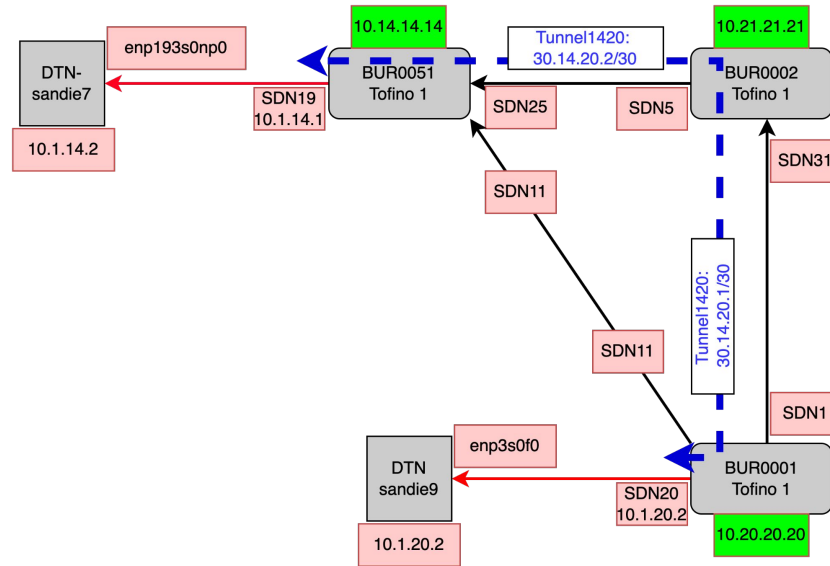 10.14.14.14
Tunnel1420:
30.14.20.2/30
10.21.21.21
enp193s0np0
DTN-
sandie7
BUR0051
Tofino 1
BUR0002
Tofino 1
SDN19
10.1.14.1
SDN25
SDN5
10.1.14.2
SDN31
SDN11
Tunnel1420:
30.14.20.1/30
SDN11
SDN1
enp3s0f0
DTN
sandie9
BUR0001
Tofino 1
SDN20
10.1.20.2
10.20.20.20
10.1.20.2